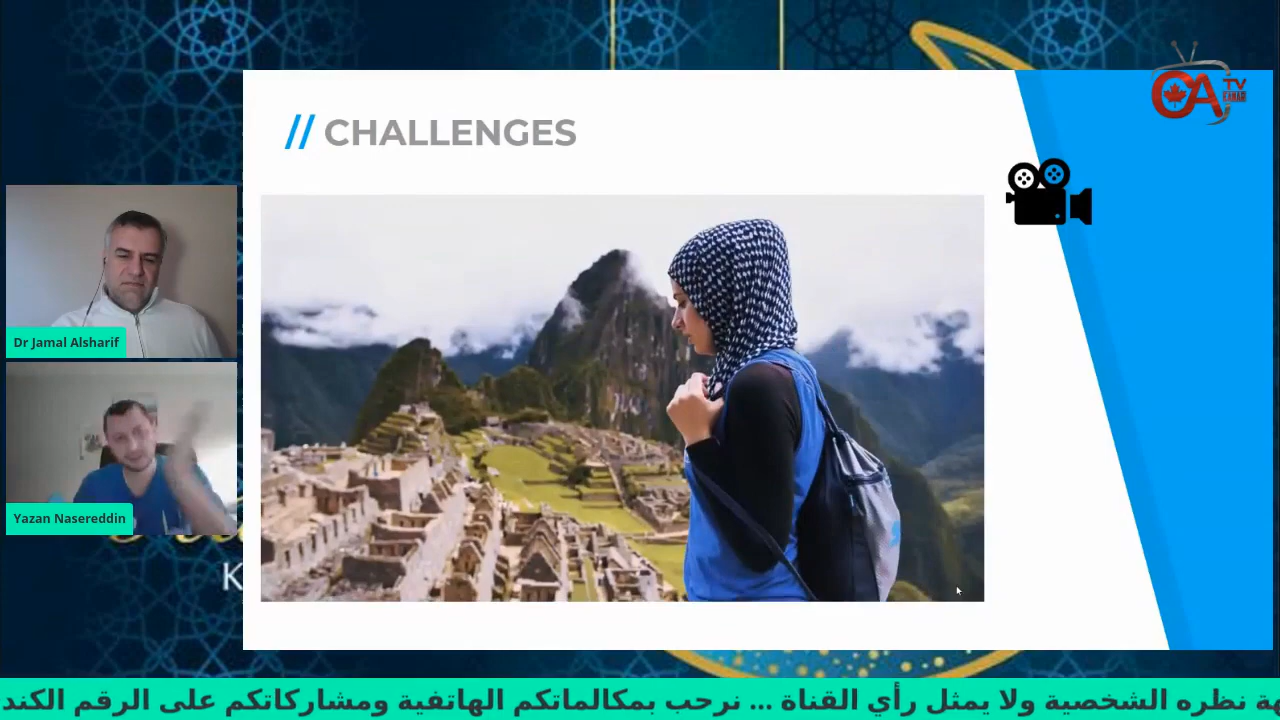 CA TV
// CHALLENGES
Dr Jamal Alsharif
Yazan Nasereddin
K
نظره الشخصية ولا يمثل رأي القناة ... نرحب بمكالماتكم الهاتفية ومشاركاتكم على الرقم الكند